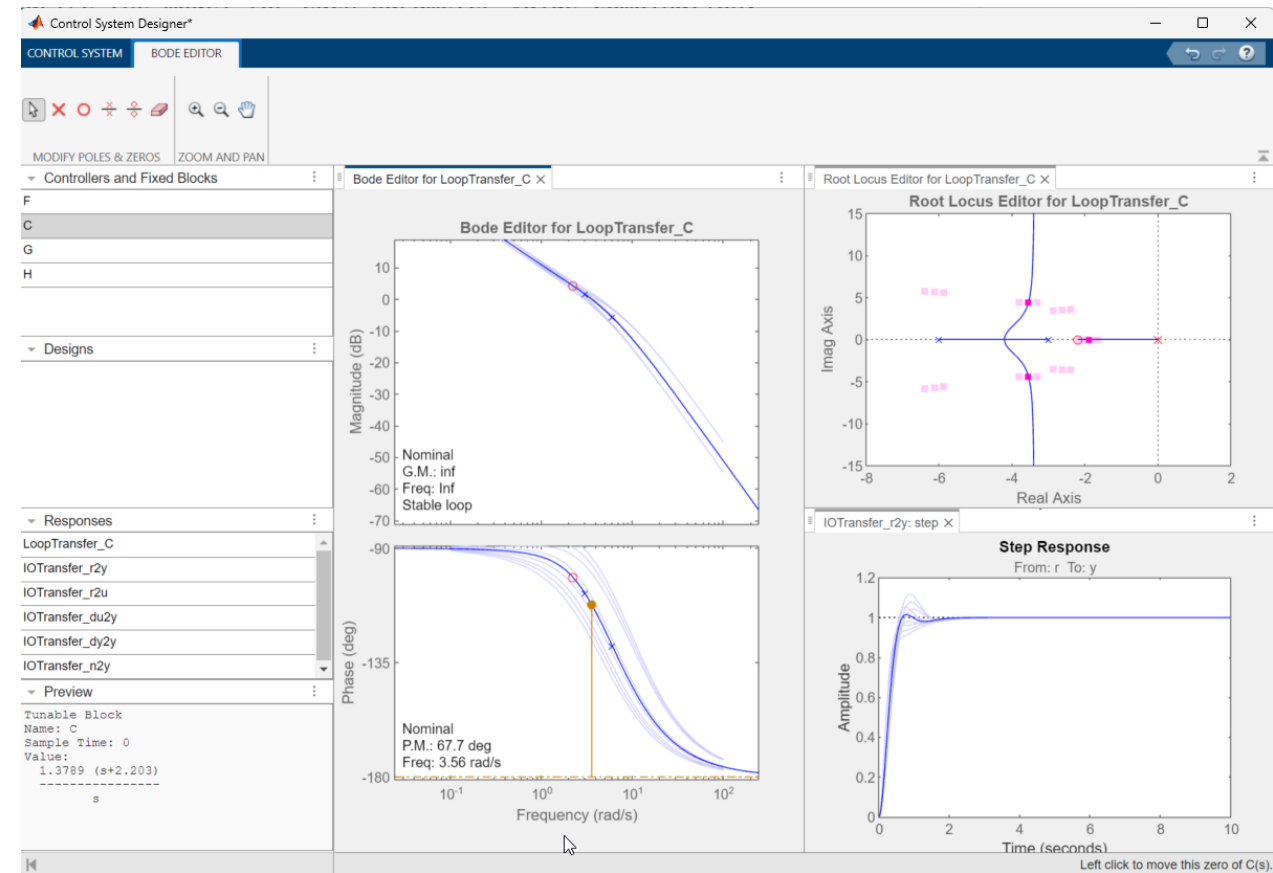 Control System Designer*
CONTROL SYSTEM
BODE EDITOR
MODIFY POLES & ZEROS
ZOOM AND PAN
Controllers and Fixed Blocks
F
C
G
H
Designs
Responses
LoopTransfer_C
IOTransfer_r2y
IOTransfer_r2u
IOTransfer_du2y
IOTransfer_dy2y
IOTransfer_n2y
Preview
Tunable Block
Name: C
Sample Time: 0
Value:
1.3789 (s+2.203)
----------------
s
Bode Editor for LoopTransfer_C
Bode Editor for LoopTransfer_C
10
0
-10
-20
-30
-40
-50
-60
-70
Magnitude (dB)
Nominal
G.M.: inf
Freq: Inf
Stable loop
-90
-135
-180
Phase (deg)
Nominal
P.M.: 67.7 deg
Freq: 3.56 rad/s
10-1
100
101
102
Frequency (rad/s)
Root Locus Editor for LoopTransfer_C
Root Locus Editor for LoopTransfer_C
15
10
5
0
-5
-10
-15
Imag Axis
-8
-6
-4
-2
0
2
Real Axis
IOTransfer_r2y: step
Step Response
From: r To: y
1.2
1
0.8
0.6
0.4
0.2
0
Amplitude
0
2
4
6
8
10
Time (seconds)
Left click to move this zero of C(s).